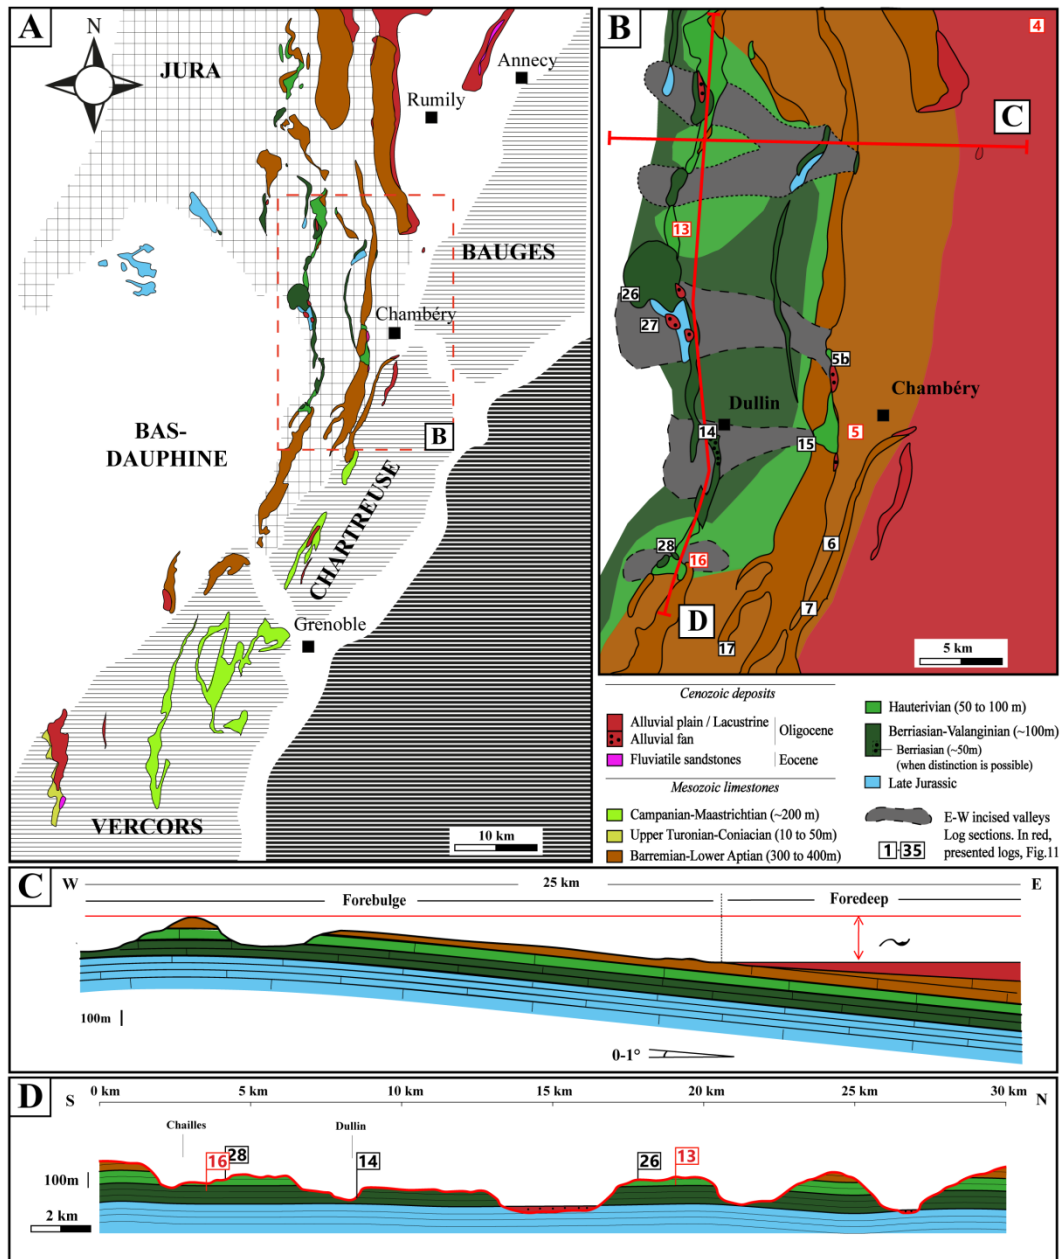 A
N
JURA
Annecy
Rumily
BAUGES
Chambéry
B
BAS-
DAUPHINE
CHARTREUSE
Grenoble
VERCORS
10 km
B
4
C
13
26
27
5b
Chambéry
Dullin
14
15
5
28
16
6
7
D
17
5 km
Cenozoic deposits
Alluvial plain / Lacustrine
Oligocene
Alluvial fan
Fluviatile sandstones
Eocene
Mesozoic limestones
Campanian-Maastrichtian (~200 m)
Upper Turonian-Coniacian (10 to 50m)
Barremian-Lower Aptian (300 to 400m)
Hauterivian (50 to 100 m)
Berriasian-Valanginian (~100m)
Berriasian (~50m)
(when distinction is possible)
Late Jurassic
E-W incised valleys
Log sections. In red,
1-35 presented logs, Fig.11
C
W
25 km
E
Forebulge
Foredeep
100m
0-1°
D
0 km
5 km
10 km
15 km
20 km
25 km
30 km
S
N
Chailles
Dullin
16
28
14
26
13
100m
2 km